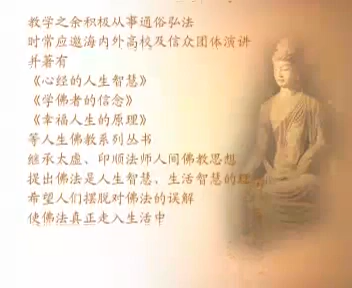 教学之余积极从事通俗弘法
时常应邀海内外高校及信众团体演讲
并著有
《心经的人生智慧》
《学佛者的信念》
《幸福人生的原理》
等人生佛教系列丛书
继承太虚、印顺法师人间佛教思想
提出佛法是人生智慧、生活智慧的理
希望人们摆脱对佛法的误解
使佛法真正走入生活中